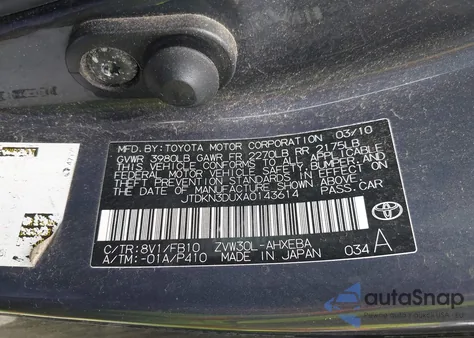 MFD. BY: TOYOTA MOTOR CORPORATION 03/10
GVWR 3980LB GAWR FR 2270LB RR 2175LB
THIS VEHICLE CONFORMS TO ALL APPLICABLE
FEDERAL MOTOR VEHICLE SAFETY, BUMPER, AND
THEFT PREVENTION STANDARDS IN EFFECT ON
THE DATE OF MANUFACTURE SHOWN ABOVE.
JTDKN3DUXA0143614 PASS. CAR
C/TR: 8V1/FB10 ZVW30L-AHXEBA
A/TM: -01A/P410 MADE IN JAPAN 034 A
autoSnap